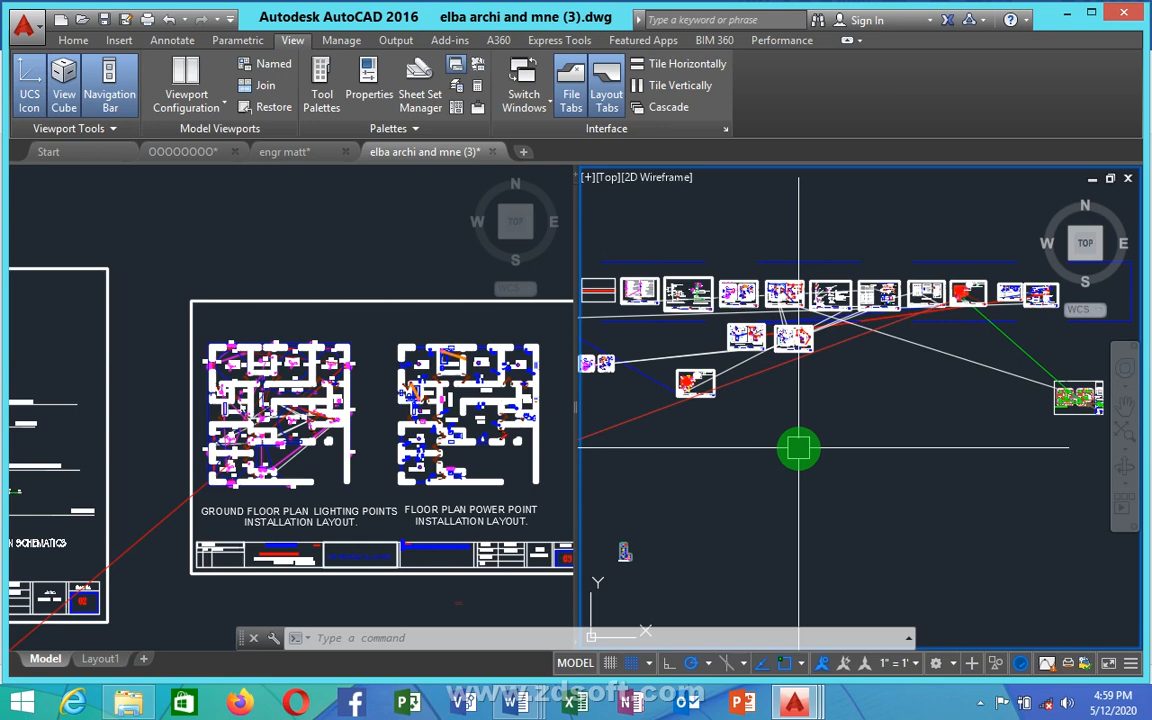 Autodesk AutoCAD 2016 elba archi and mne (3).dwg
Type a keyword or phrase
Sign In
Home Insert Annotate Parametric View Manage Output Add-ins A360 Express Tools Featured Apps BIM 360 Performance
UCS Icon
View Cube
Navigation Bar
Viewport Configuration
Named
Join
Restore
Tool Palettes
Properties
Sheet Set Manager
Switch Windows
File Tabs
Layout Tabs
Tile Horizontally
Tile Vertically
Cascade
Viewport Tools Model Viewports Palettes Interface
Start OOOOOOOO* engr matt* elba archi and mne (3)*
[+][Top][2D Wireframe]
N
W TOP E
S
N
W TOP E
S
WCS
GROUND FLOOR PLAN LIGHTING POINTS
INSTALLATION LAYOUT.
FLOOR PLAN POWER POINT
INSTALLATION LAYOUT.
SCHEMATICS
02
03
Y
X
Type a command
Model Layout1 +
MODEL 1" = 1'
www.zdsoft.com
4:59 PM
5/12/2020